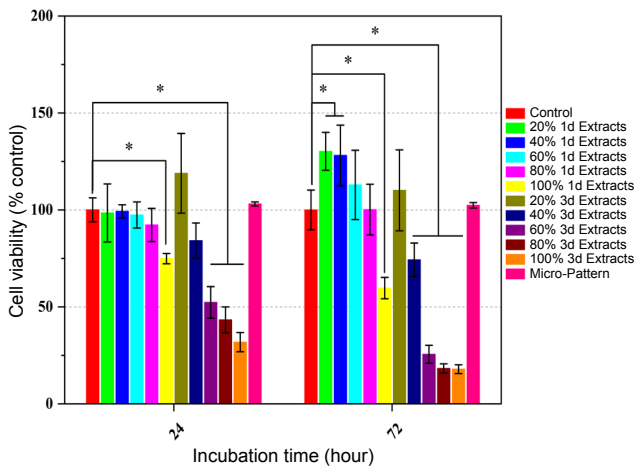 Cell viability (% control)
200
150
100
50
0
*
*
*
*
*
24
72
Incubation time (hour)
Control
20% 1d Extracts
40% 1d Extracts
60% 1d Extracts
80% 1d Extracts
100% 1d Extracts
20% 3d Extracts
40% 3d Extracts
60% 3d Extracts
80% 3d Extracts
100% 3d Extracts
Micro-Pattern